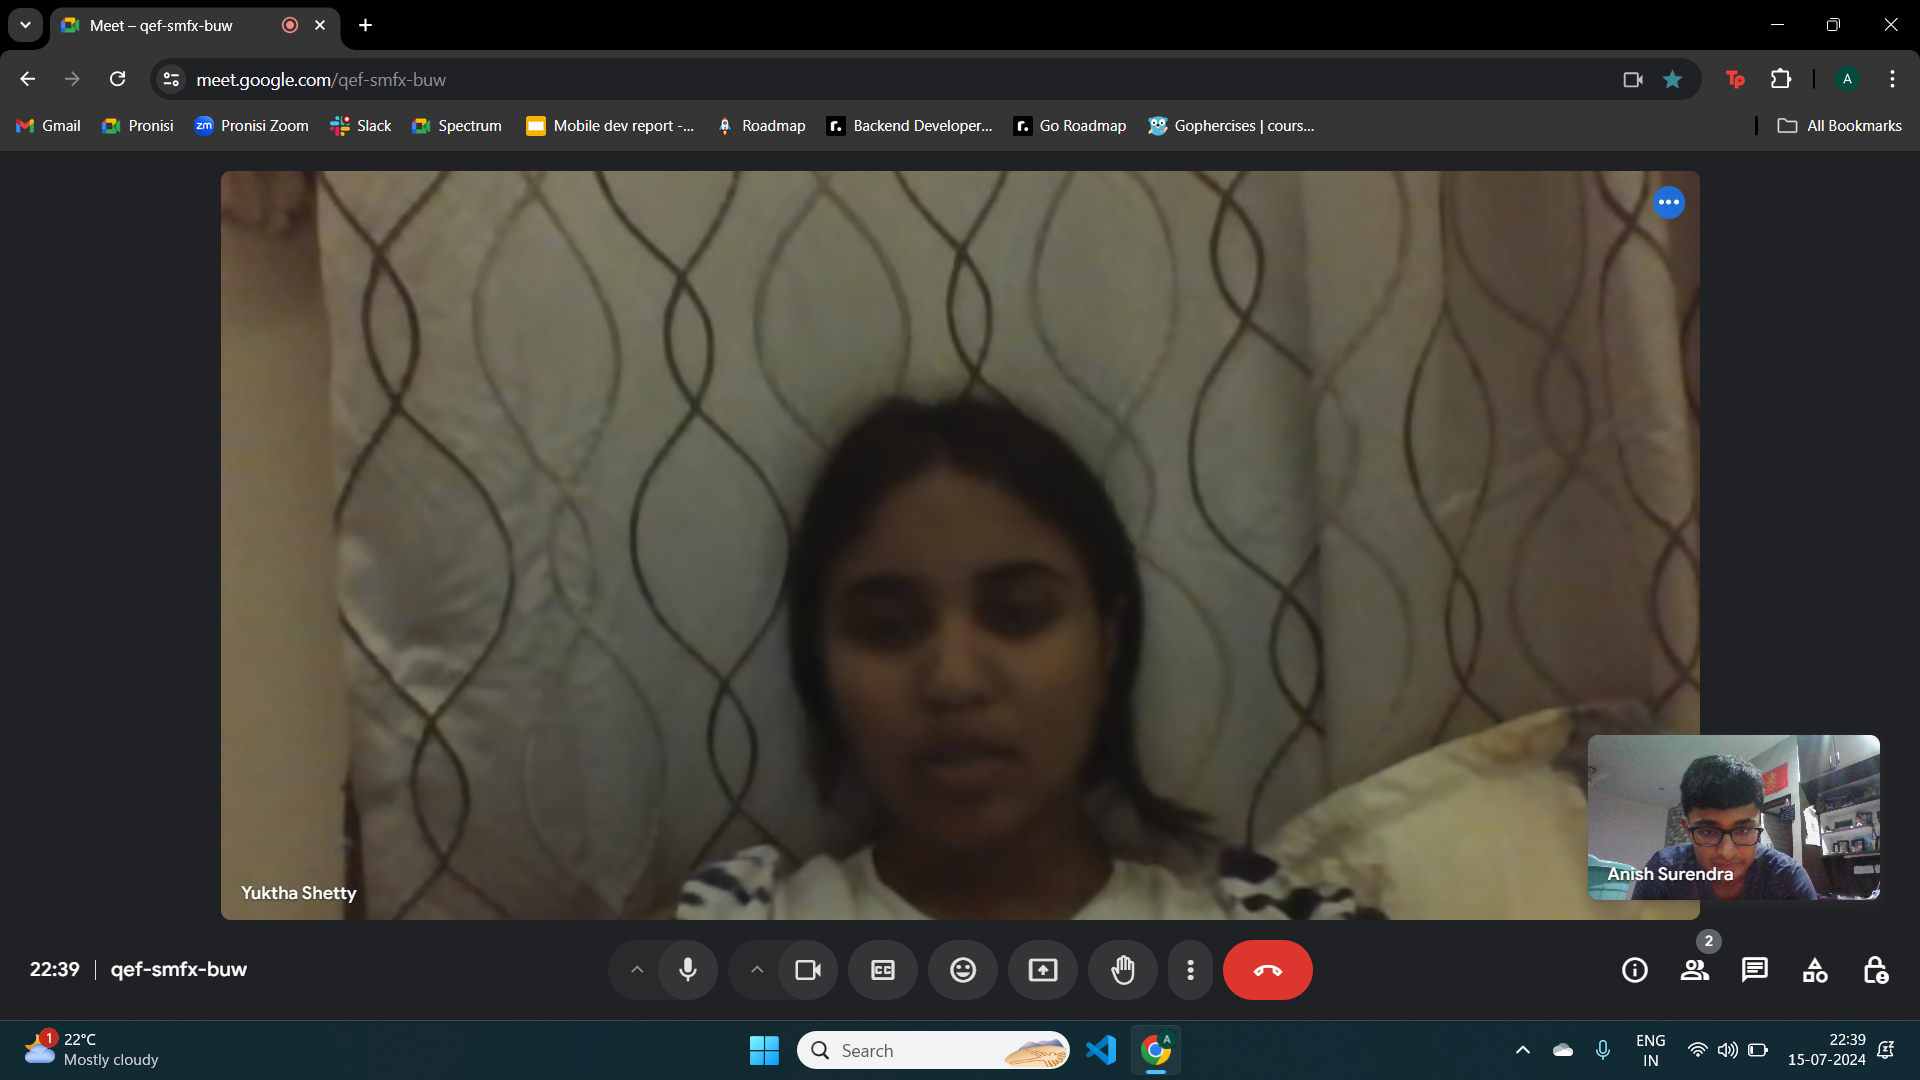 Meet – qef-smfx-buw
meet.google.com/qef-smfx-buw
A
Gmail
Pronisi
zm
Pronisi Zoom
Slack
Spectrum
Mobile dev report -...
Roadmap
r.
Backend Developer...
r.
Go Roadmap
Gophercises | cours...
All Bookmarks
Yuktha Shetty
Anish Surendra
22:39
qef-smfx-buw
CC
2
1
22°C
Mostly cloudy
Search
A
ENG
IN
22:39
15-07-2024